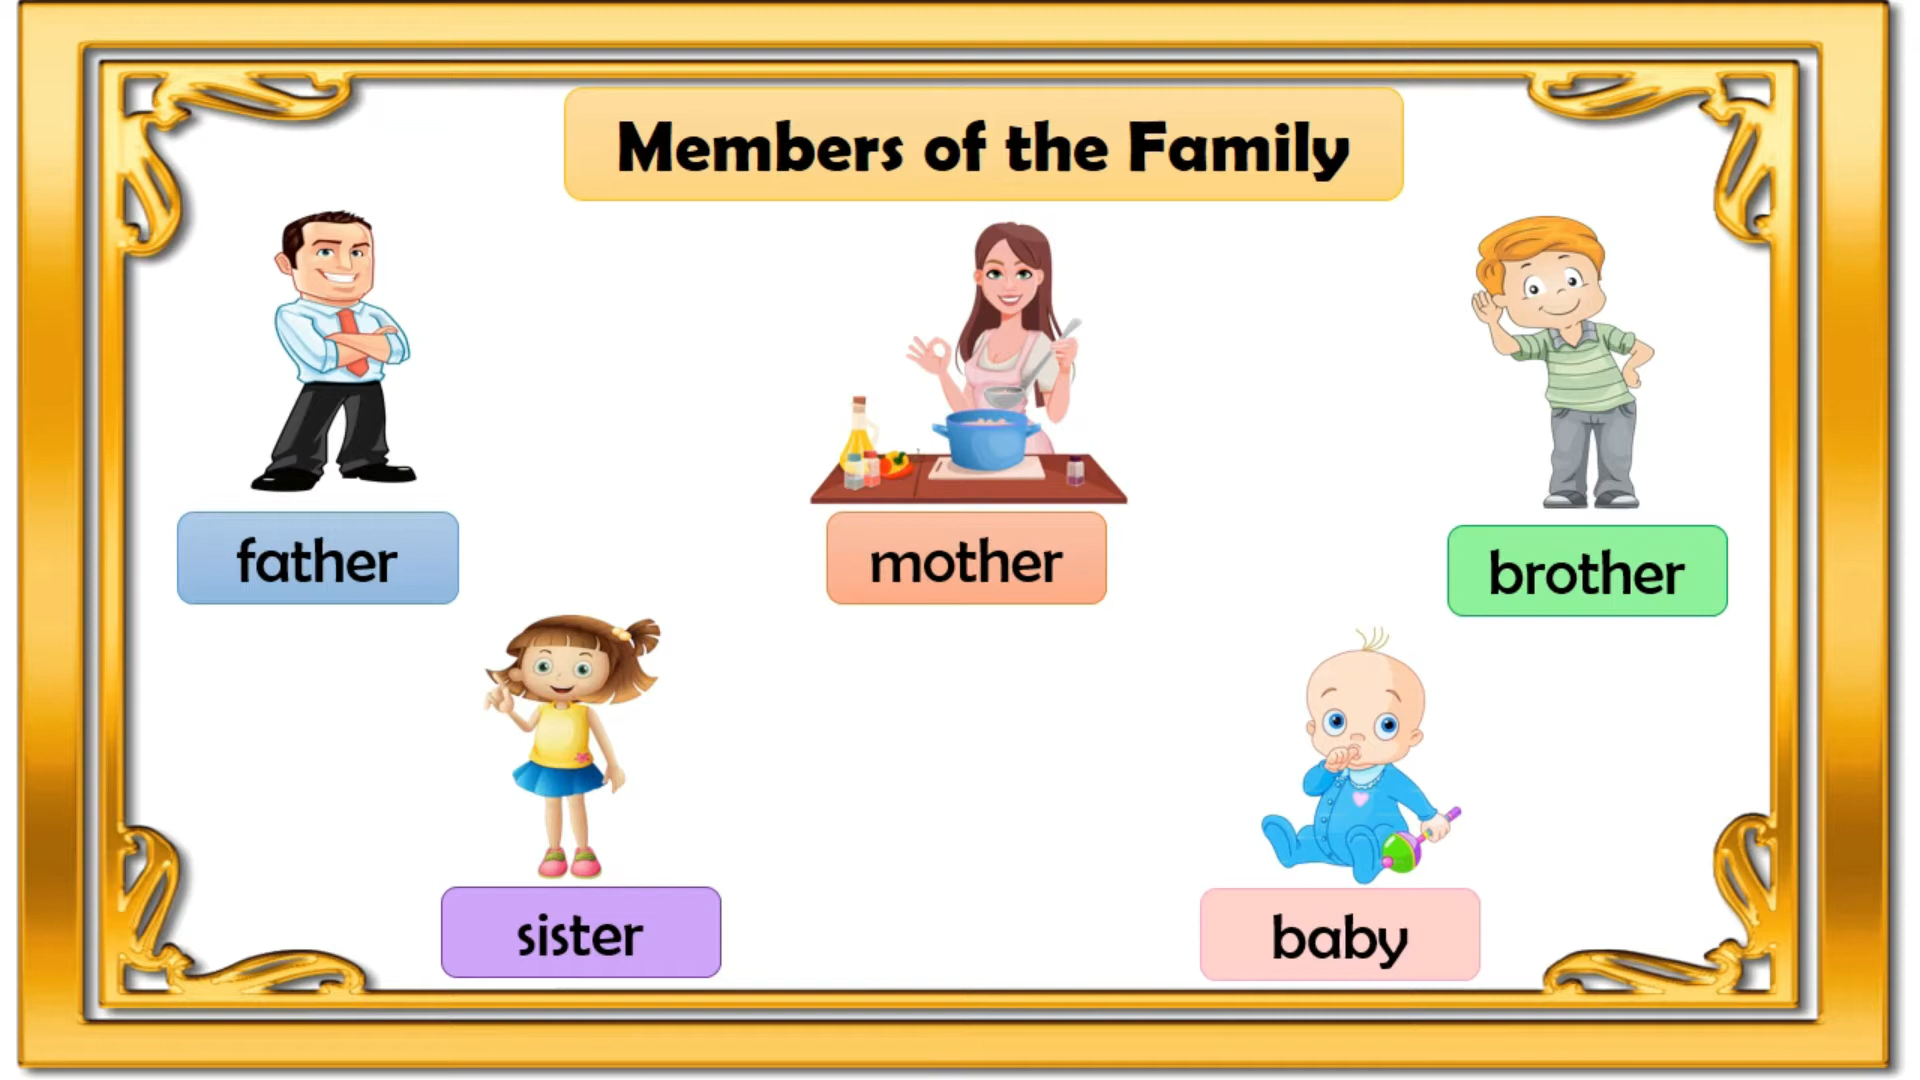 Members of the Family
father
mother
brother
sister
baby